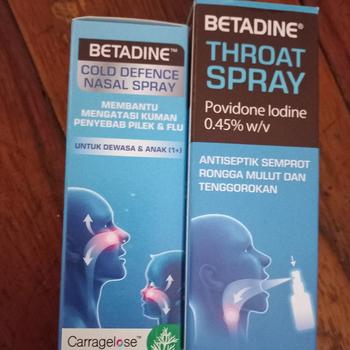 BETADINE™
COLD DEFENCE
NASAL SPRAY
MEMBANTU
MENGATASI KUMAN
PENYEBAB PILEK & FLU
UNTUK DEWASA & ANAK (1+)
Carragelose™
BETADINE®
THROAT
SPRAY
Povidone Iodine
0.45% w/v
ANTISEPTIK SEMPROT
RONGGA MULUT DAN
TENGGOROKAN